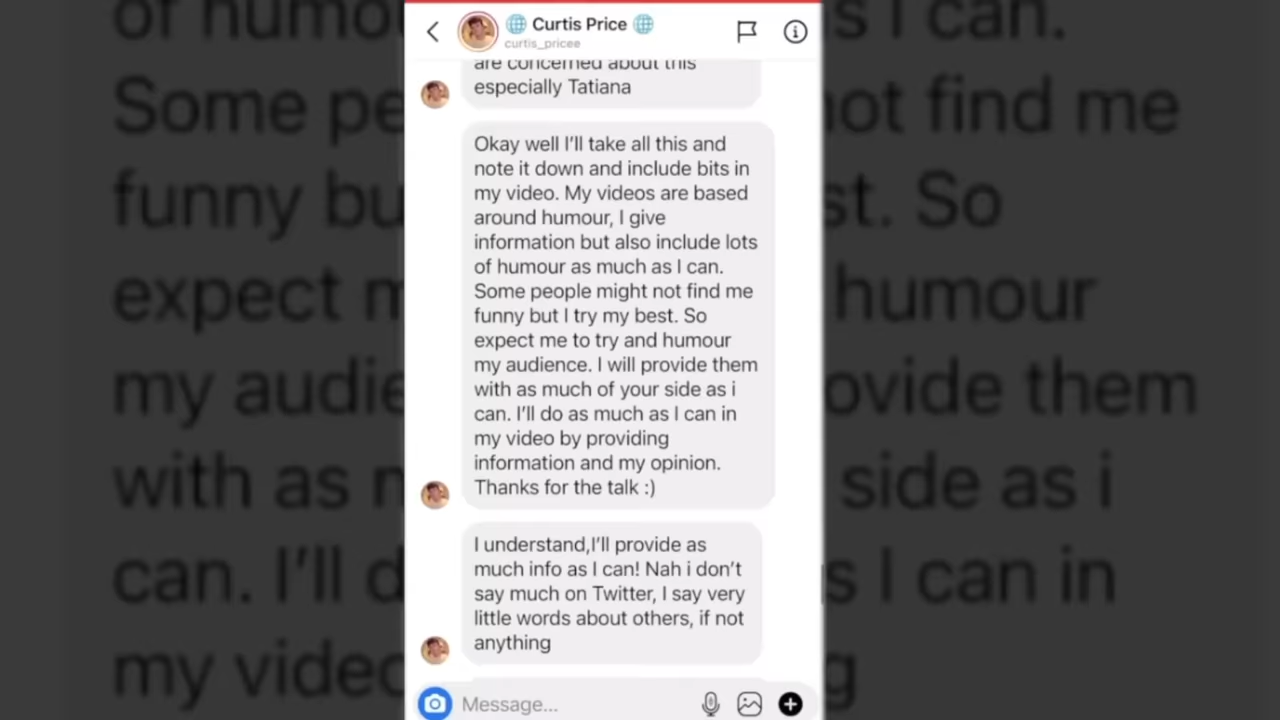 🌐 Curtis Price 🌐
curtis_pricee
are concerned about this
especially Tatiana
Okay well I'll take all this and
note it down and include bits in
my video. My videos are based
around humour, I give
information but also include lots
of humour as much as I can.
Some people might not find me
funny but I try my best. So
expect me to try and humour
my audience. I will provide them
with as much of your side as i
can. I'll do as much as I can in
my video by providing
information and my opinion.
Thanks for the talk :)
I understand,I'll provide as
much info as I can! Nah i don't
say much on Twitter, I say very
little words about others, if not
anything
Message...